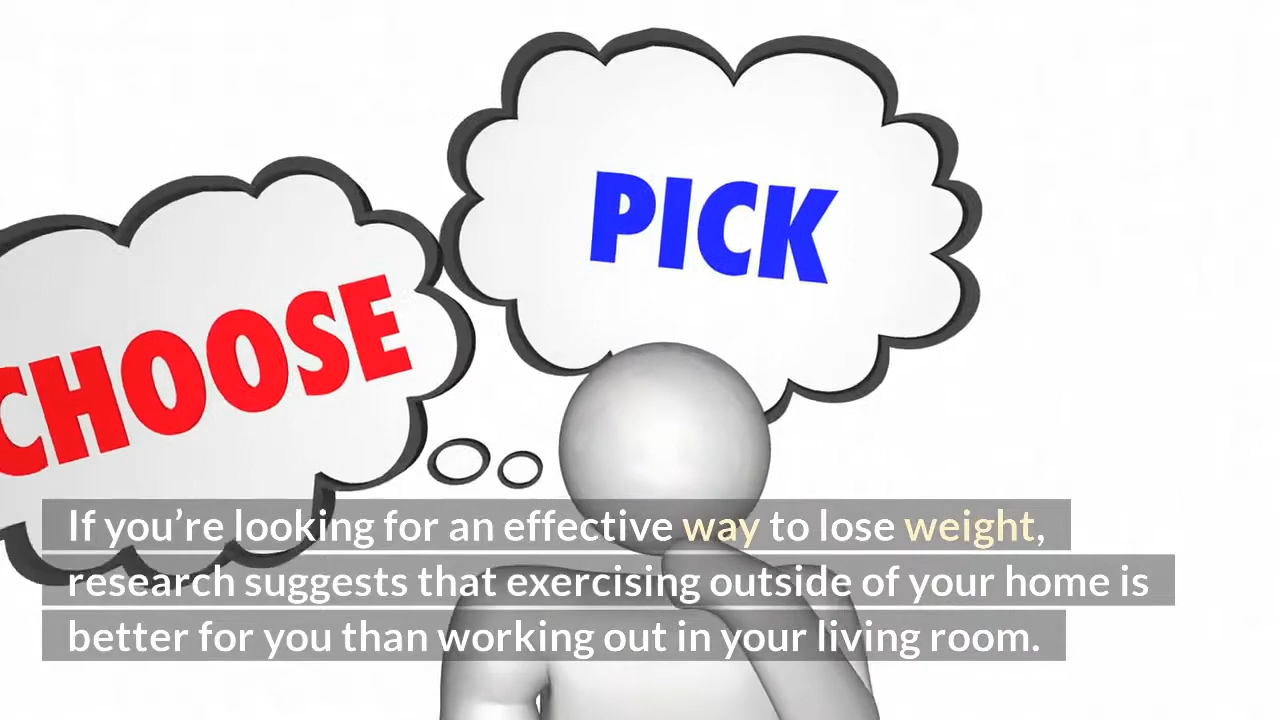 PICK
CHOOSE
If you’re looking for an effective way to lose weight,
research suggests that exercising outside of your home is
better for you than working out in your living room.